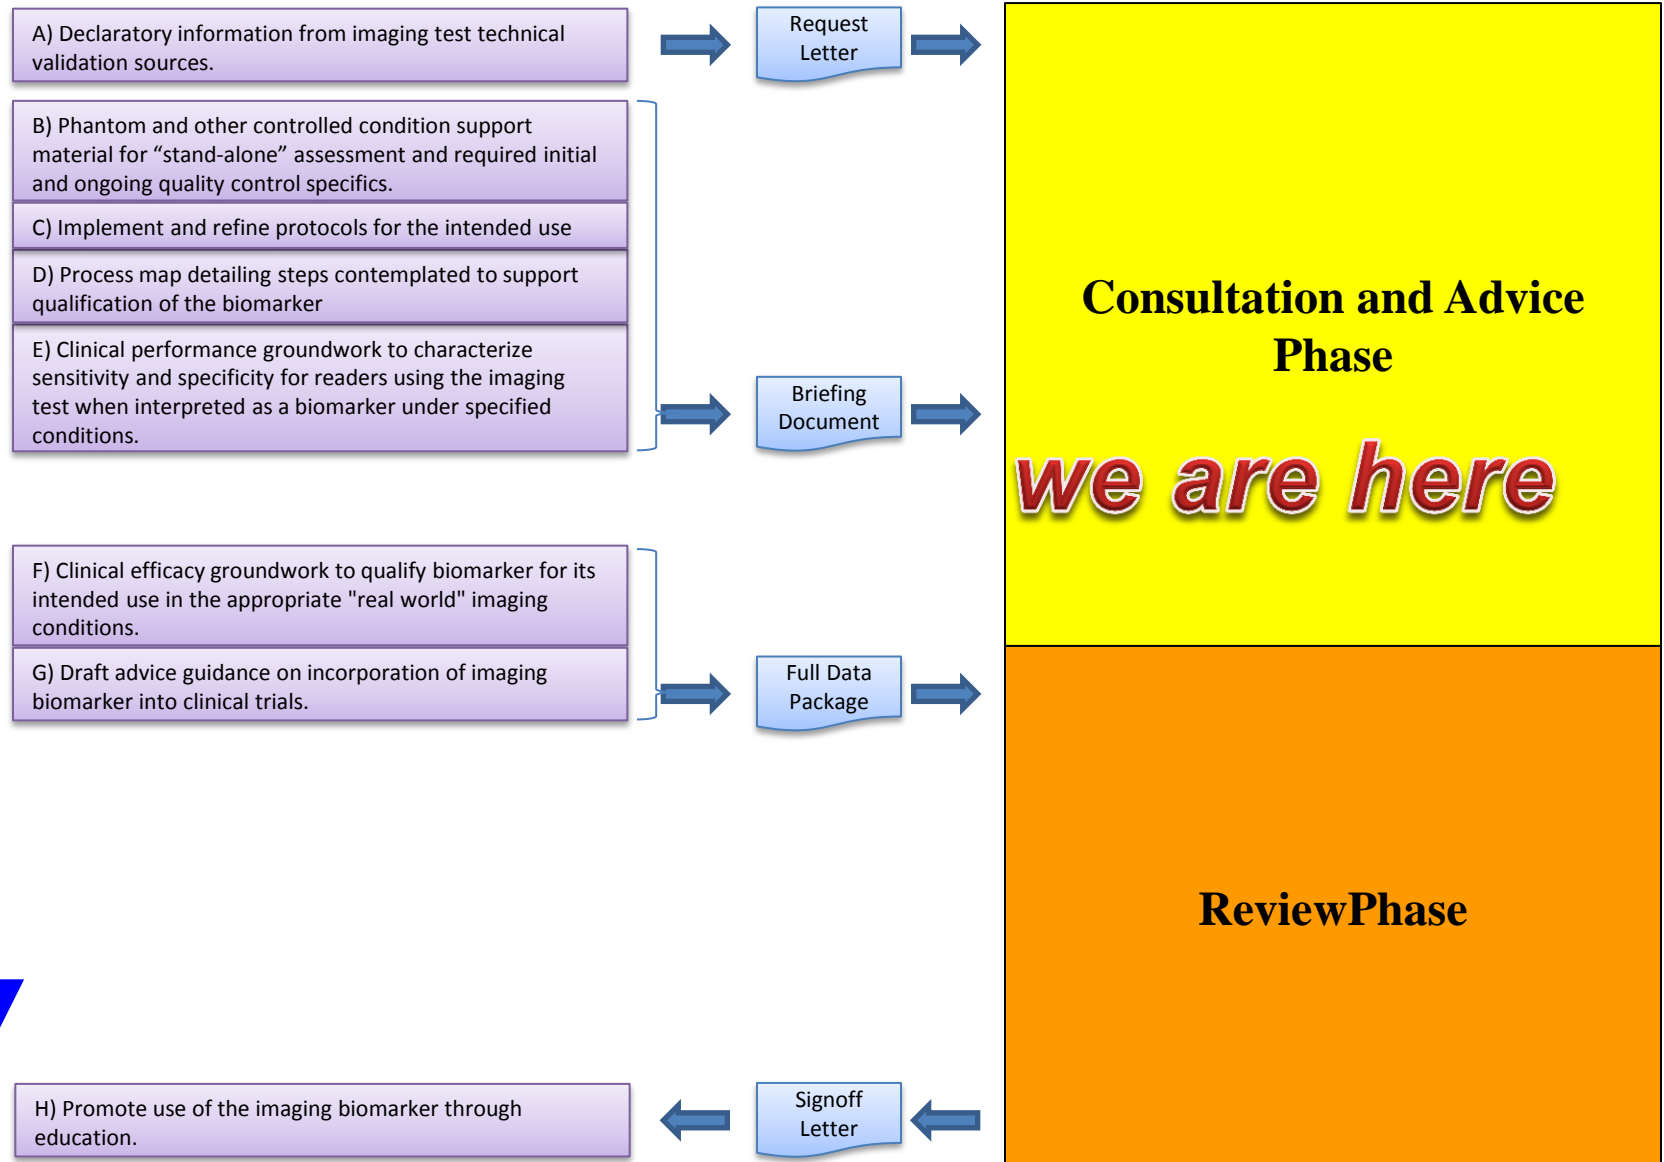 A) Declaratory information from imaging test technical
validation sources.
Request
Letter
B) Phantom and other controlled condition support
material for “stand-alone” assessment and required initial
and ongoing quality control specifics.
C) Implement and refine protocols for the intended use
D) Process map detailing steps contemplated to support
qualification of the biomarker
E) Clinical performance groundwork to characterize
sensitivity and specificity for readers using the imaging
test when interpreted as a biomarker under specified
conditions.
Briefing
Document
Consultation and Advice
Phase
we are here
F) Clinical efficacy groundwork to qualify biomarker for its
intended use in the appropriate "real world" imaging
conditions.
G) Draft advice guidance on incorporation of imaging
biomarker into clinical trials.
Full Data
Package
ReviewPhase
H) Promote use of the imaging biomarker through
education.
Signoff
Letter